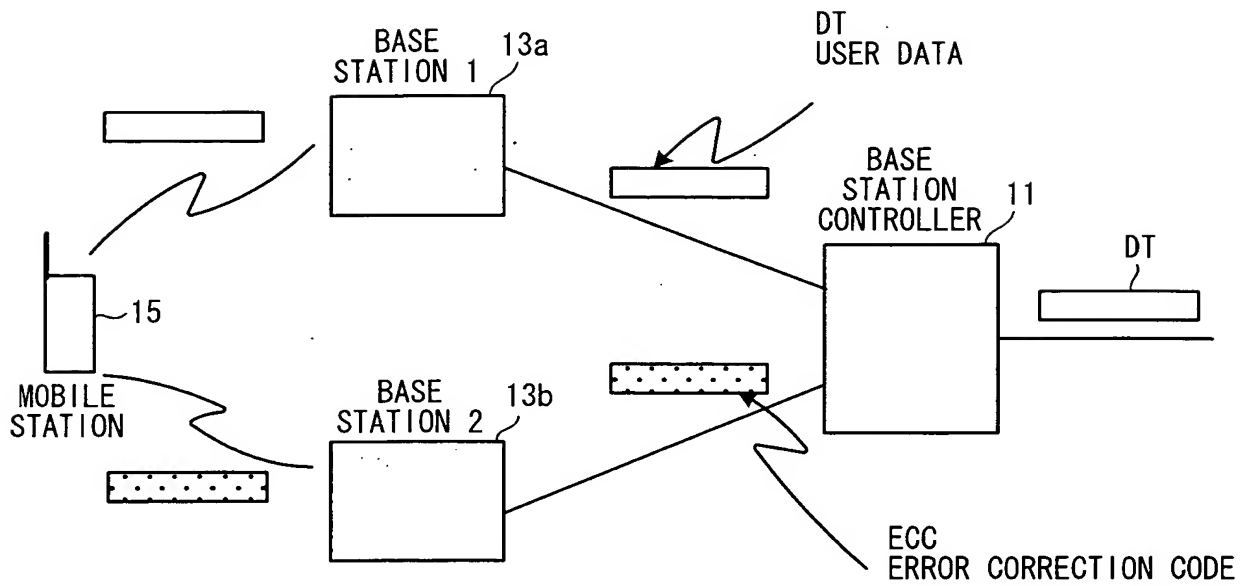 DT
USER DATA
BASE
STATION 1
13a
BASE
STATION
CONTROLLER
11
DT
15
MOBILE
STATION
BASE
STATION 2
13b
ECC
ERROR CORRECTION CODE